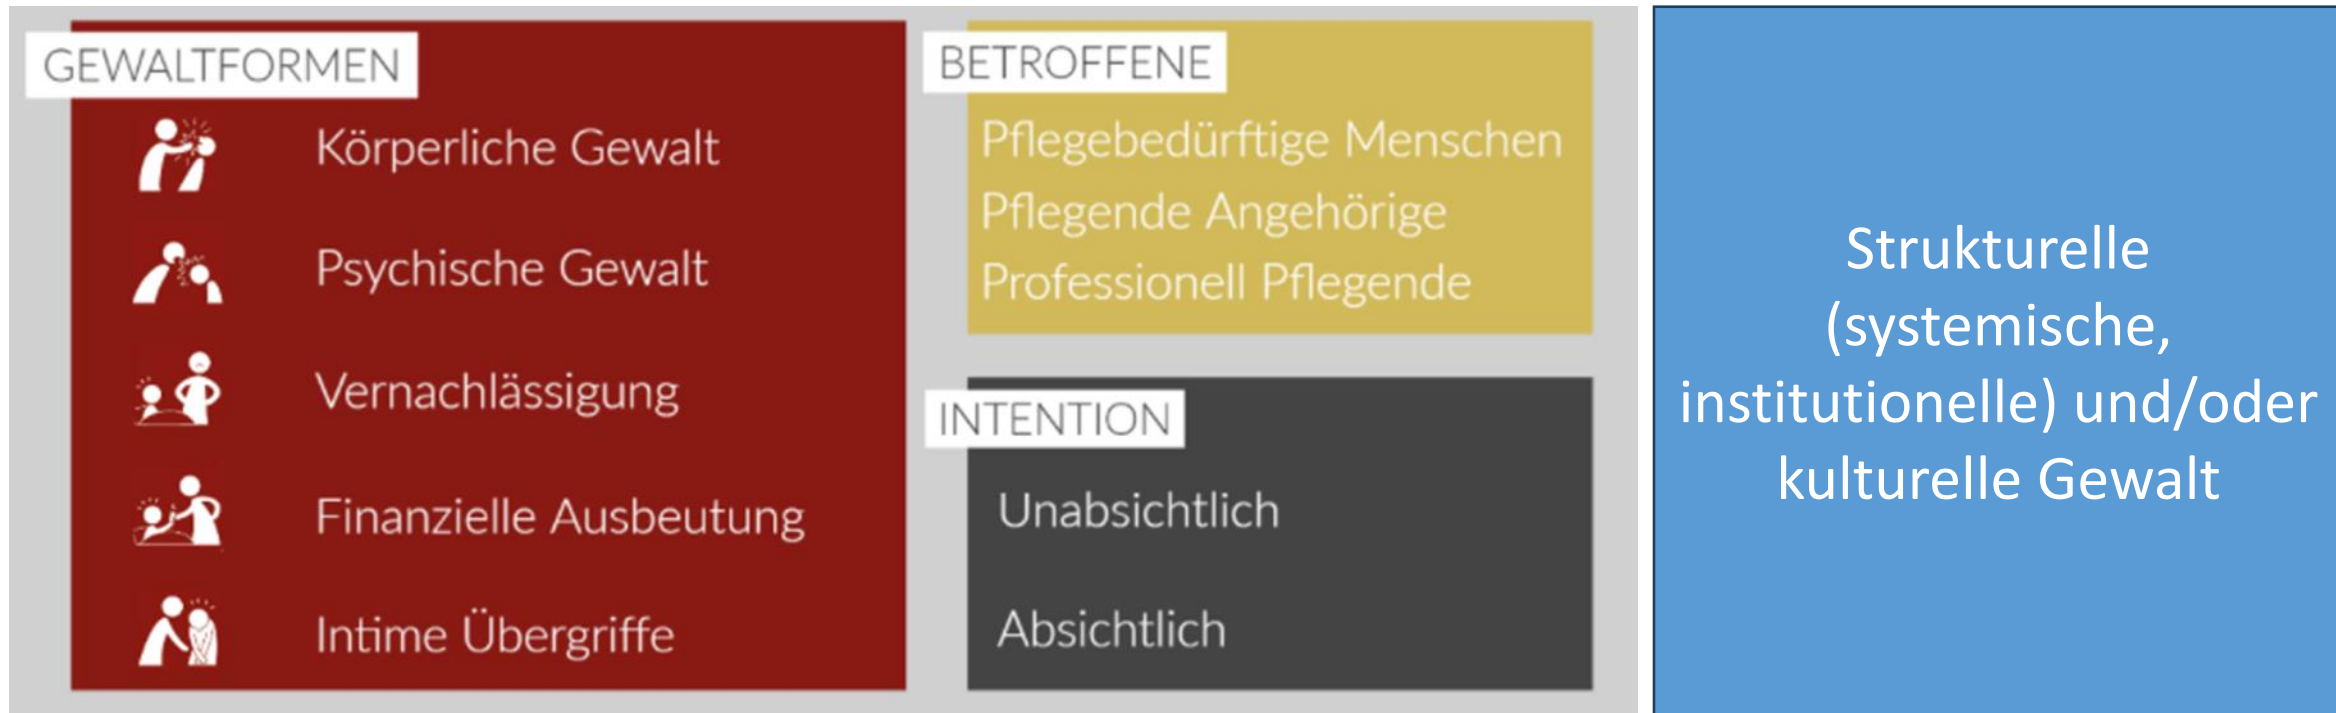 GEWALTFORMEN
Körperliche Gewalt
Psychische Gewalt
Vernachlässigung
Finanzielle Ausbeutung
Intime Übergriffe
BETROFFENE
Pflegebedürftige Menschen
Pflegende Angehörige
Professionell Pflegende
INTENTION
Unabsichtlich
Absichtlich
Strukturelle
(systemische,
institutionelle) und/oder
kulturelle Gewalt